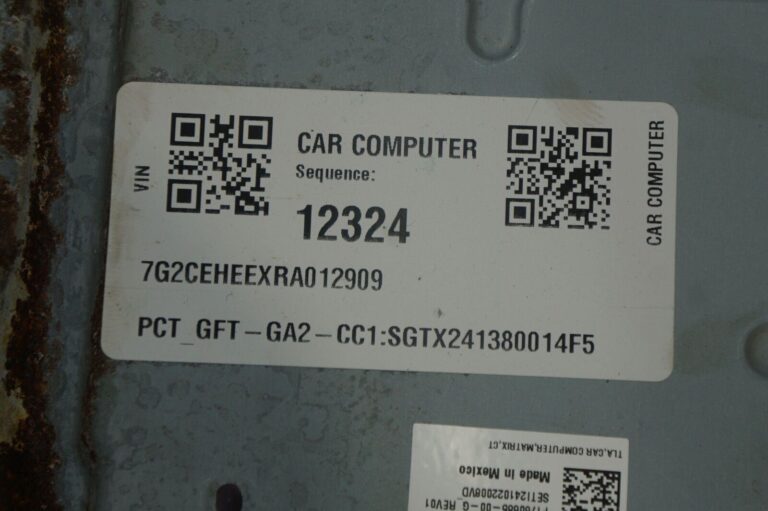 VIN
CAR COMPUTER
Sequence:
12324
CAR COMPUTER
7G2CEHEEXRA012909
PCT_GFT-GA2-CC1:SGTX241380014F5
TLA,CAR COMPUTER,MATRIX,CT
Made in Mexico
SETI241022008VD